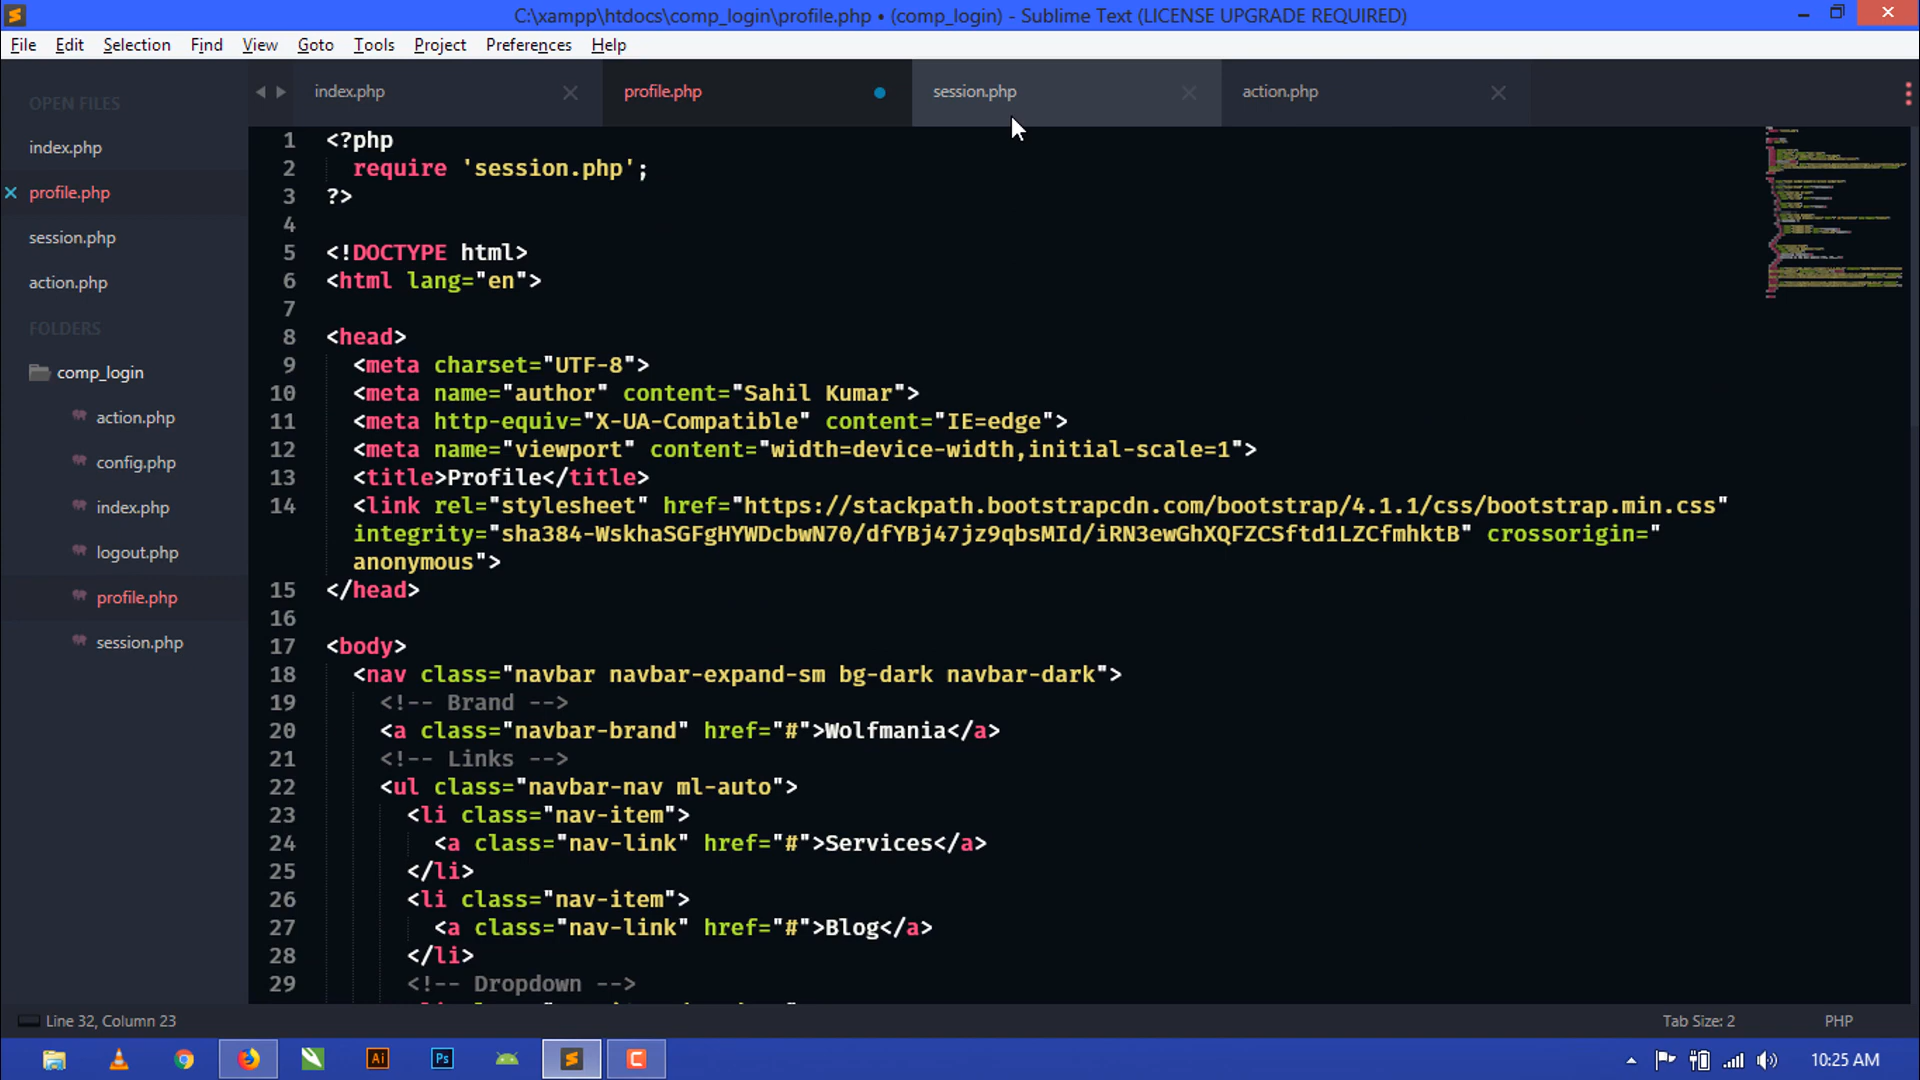 C:\xampp\htdocs\comp_login\profile.php • (comp_login) - Sublime Text (LICENSE UPGRADE REQUIRED)
File Edit Selection Find View Goto Tools Project Preferences Help
OPEN FILES
index.php
profile.php
session.php
action.php
FOLDERS
comp_login
action.php
config.php
index.php
logout.php
profile.php
session.php
index.php profile.php session.php action.php
1 <?php
2 require 'session.php';
3 ?>
4
5 <!DOCTYPE html>
6 <html lang="en">
7
8 <head>
9 <meta charset="UTF-8">
10 <meta name="author" content="Sahil Kumar">
11 <meta http-equiv="X-UA-Compatible" content="IE=edge">
12 <meta name="viewport" content="width=device-width,initial-scale=1">
13 <title>Profile</title>
14 <link rel="stylesheet" href="https://stackpath.bootstrapcdn.com/bootstrap/4.1.1/css/bootstrap.min.css"
integrity="sha384-WskhaSGFgHYWDcbwN70/dfYBj47jz9qbsMId/iRN3ewGhXQFZCSftd1LZCfmhktB" crossorigin="
anonymous">
15 </head>
16
17 <body>
18 <nav class="navbar navbar-expand-sm bg-dark navbar-dark">
19 <!-- Brand -->
20 <a class="navbar-brand" href="#">Wolfmania</a>
21 <!-- Links -->
22 <ul class="navbar-nav ml-auto">
23 <li class="nav-item">
24 <a class="nav-link" href="#">Services</a>
25 </li>
26 <li class="nav-item">
27 <a class="nav-link" href="#">Blog</a>
28 </li>
29 <!-- Dropdown -->
Line 32, Column 23 Tab Size: 2 PHP
Ai Ps C 10:25 AM